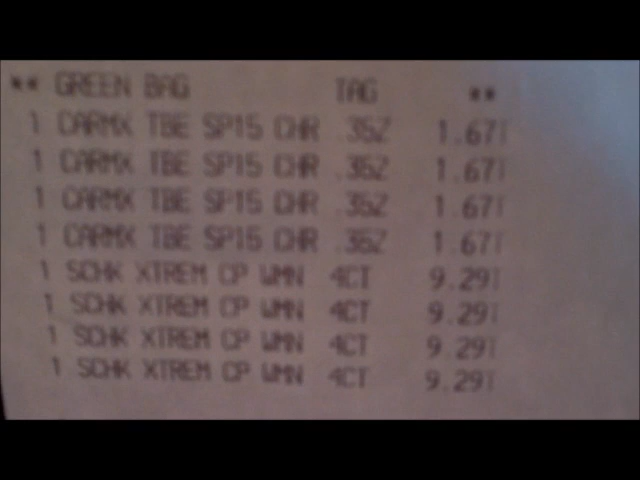 ** GREEN BAG TAG **
1 CARMX TBE SP15 CHR .35Z 1.67T
1 CARMX TBE SP15 CHR .35Z 1.67T
1 CARMX TBE SP15 CHR .35Z 1.67T
1 CARMX TBE SP15 CHR .35Z 1.67T
1 SCHK XTREM CP WMN 4CT 9.29T
1 SCHK XTREM CP WMN 4CT 9.29T
1 SCHK XTREM CP WMN 4CT 9.29T
1 SCHK XTREM CP WMN 4CT 9.29T